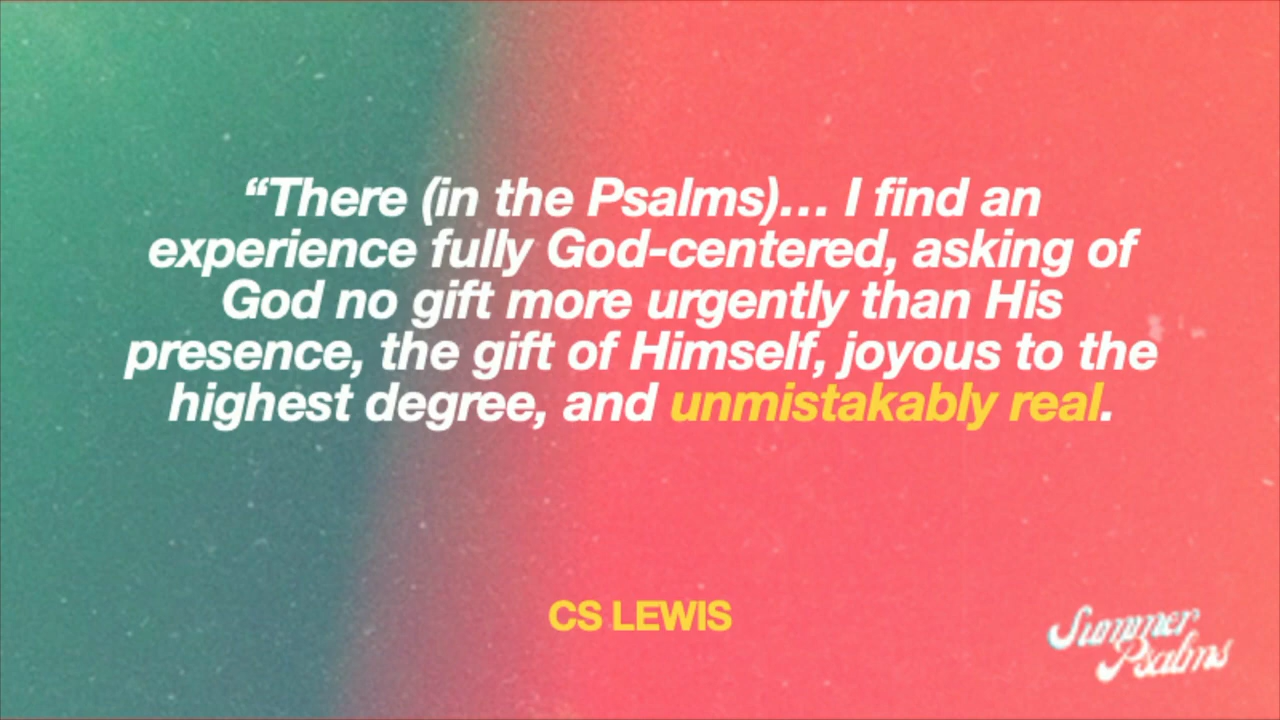 “There (in the Psalms)… I find an
experience fully God-centered, asking of
God no gift more urgently than His
presence, the gift of Himself, joyous to the
highest degree, and unmistakably real.
CS LEWIS
Summer
Psalms